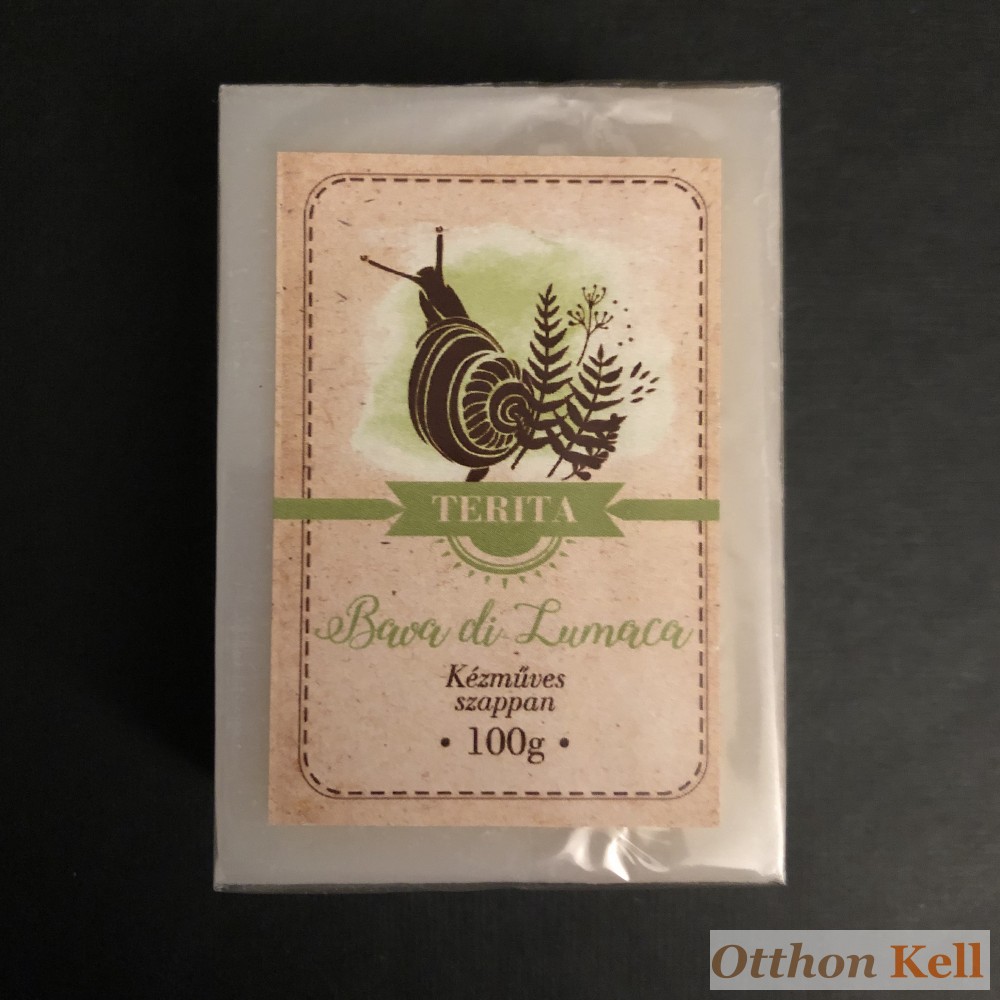 TERITA
Bava di Lumaca
Kézműves
szappan
• 100g •
Otthon Kell